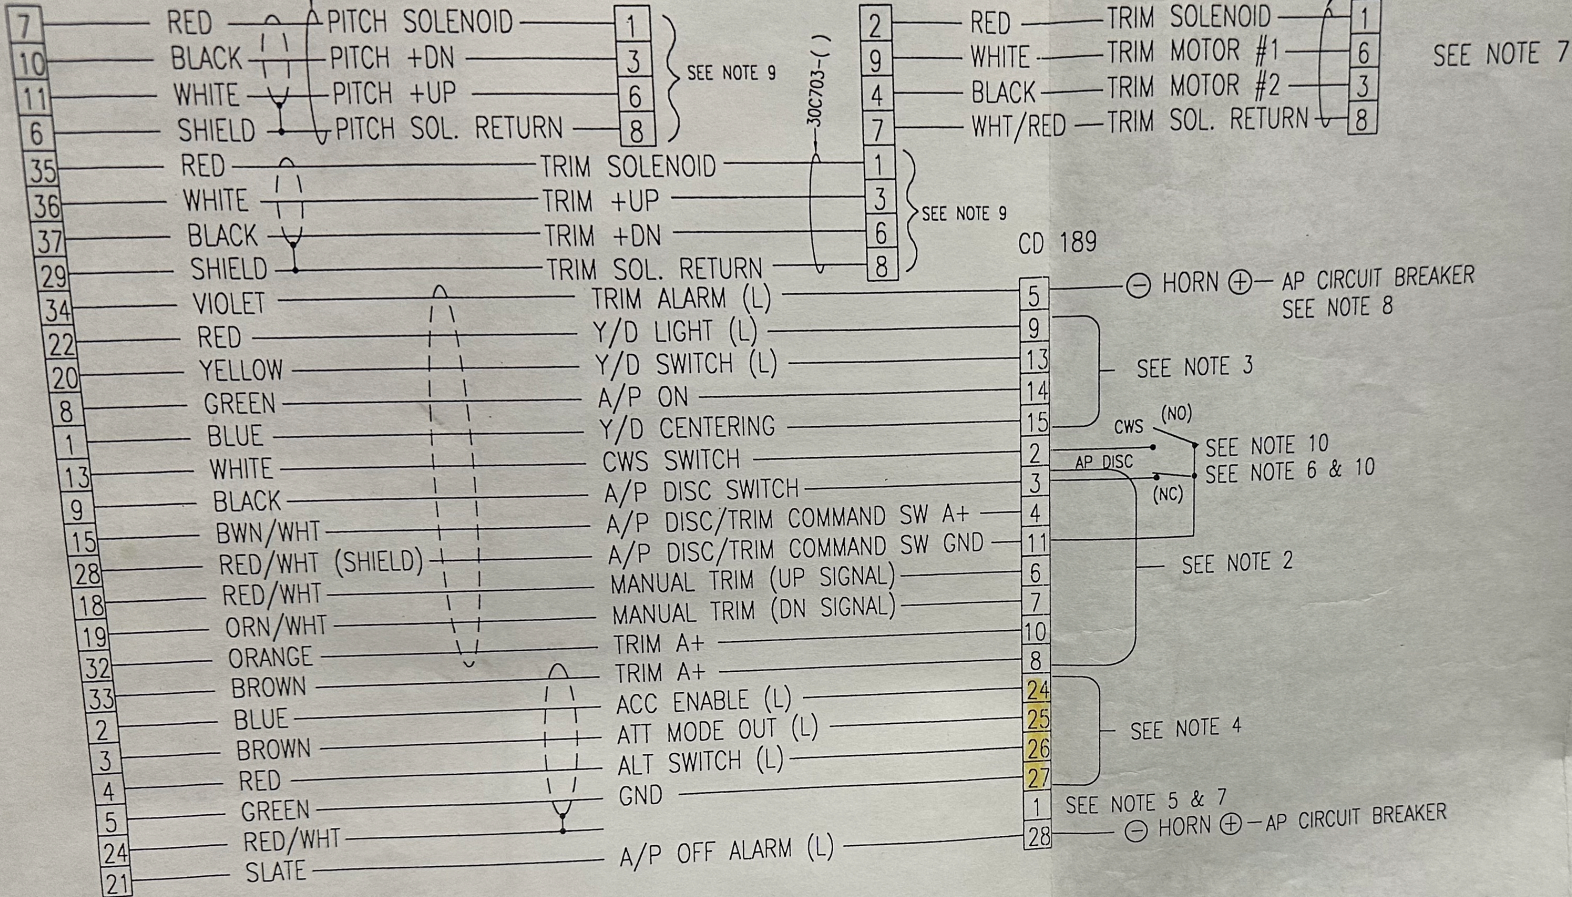 7 RED PITCH SOLENOID 1
10 BLACK PITCH +DN 3
11 WHITE PITCH +UP 6
6 SHIELD PITCH SOL. RETURN 8
SEE NOTE 9
30C703-( )
2 RED TRIM SOLENOID 1
9 WHITE TRIM MOTOR #1 6
4 BLACK TRIM MOTOR #2 3
7 WHT/RED TRIM SOL. RETURN 8
SEE NOTE 7
35 RED TRIM SOLENOID 1
36 WHITE TRIM +UP 3
37 BLACK TRIM +DN 6
29 SHIELD TRIM SOL. RETURN 8
SEE NOTE 9
CD 189
34 VIOLET TRIM ALARM (L) 5 - HORN + AP CIRCUIT BREAKER
SEE NOTE 8
22 RED Y/D LIGHT (L) 9
20 YELLOW Y/D SWITCH (L) 13
8 GREEN A/P ON 14
1 BLUE Y/D CENTERING 15
SEE NOTE 3
13 WHITE CWS SWITCH 2 CWS (NO) SEE NOTE 10
9 BLACK A/P DISC SWITCH 3 AP DISC (NC) SEE NOTE 6 & 10
15 BWN/WHT A/P DISC/TRIM COMMAND SW A+ 4
28 RED/WHT (SHIELD) A/P DISC/TRIM COMMAND SW GND 11
18 RED/WHT MANUAL TRIM (UP SIGNAL) 6
19 ORN/WHT MANUAL TRIM (DN SIGNAL) 7
32 ORANGE TRIM A+ 10
33 BROWN TRIM A+ 8
SEE NOTE 2
2 BLUE ACC ENABLE (L) 24
3 BROWN ATT MODE OUT (L) 25
4 RED ALT SWITCH (L) 26
5 GREEN GND 27
SEE NOTE 4
24 RED/WHT
1 SEE NOTE 5 & 7
21 SLATE A/P OFF ALARM (L) 28 - HORN + AP CIRCUIT BREAKER